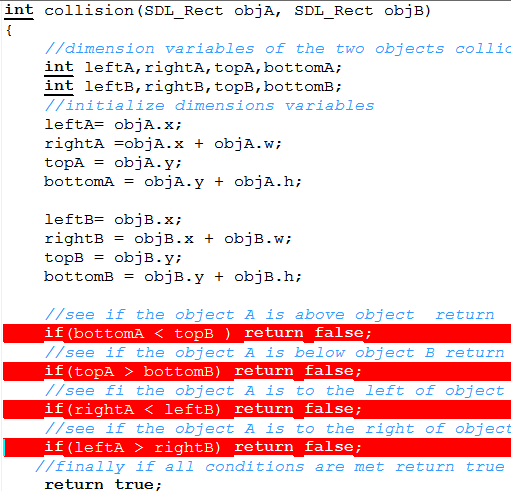 int collision(SDL_Rect objA, SDL_Rect objB)
{
//dimension variables of the two objects
int leftA,rightA,topA,bottomA;
int leftB,rightB,topB,bottomB;
//initialize dimensions variables
leftA= objA.x;
rightA =objA.x + objA.w;
topA = objA.y;
bottomA = objA.y + objA.h;
leftB= objB.x;
rightB = objB.x + objB.w;
topB = objB.y;
bottomB = objB.y + objB.h;
//see if the object A is above object  return
if(bottomA < topB ) return false;
//see if the object A is below object B return
if(topA > bottomB) return false;
//see fi the object A is to the left of object
if(rightA < leftB) return false;
//see if the object A is to the right of object
if(leftA > rightB) return false;
//finally if all conditions are met return true
return true;